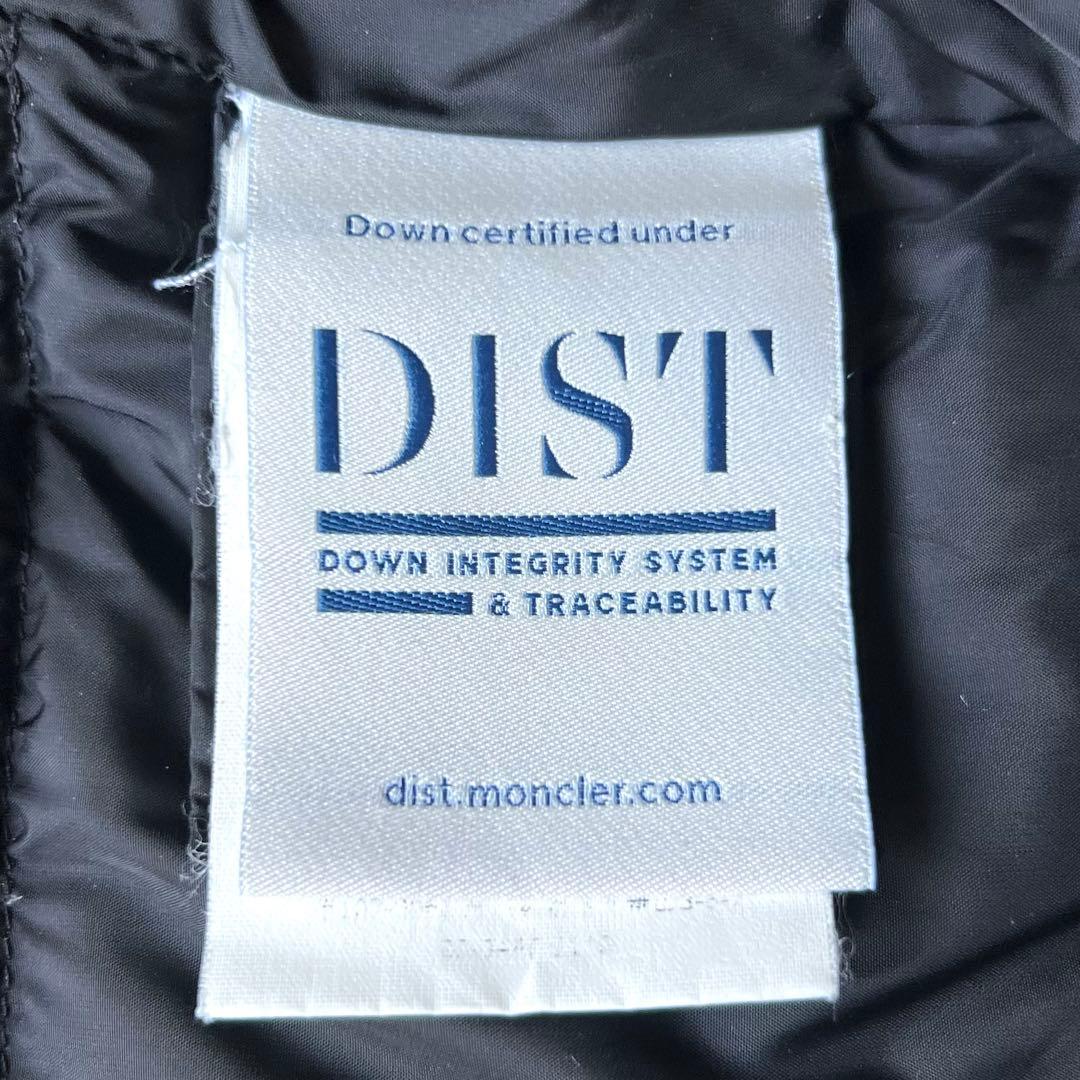 Down certified under
DIST
DOWN INTEGRITY SYSTEM
& TRACEABILITY
dist.moncler.com